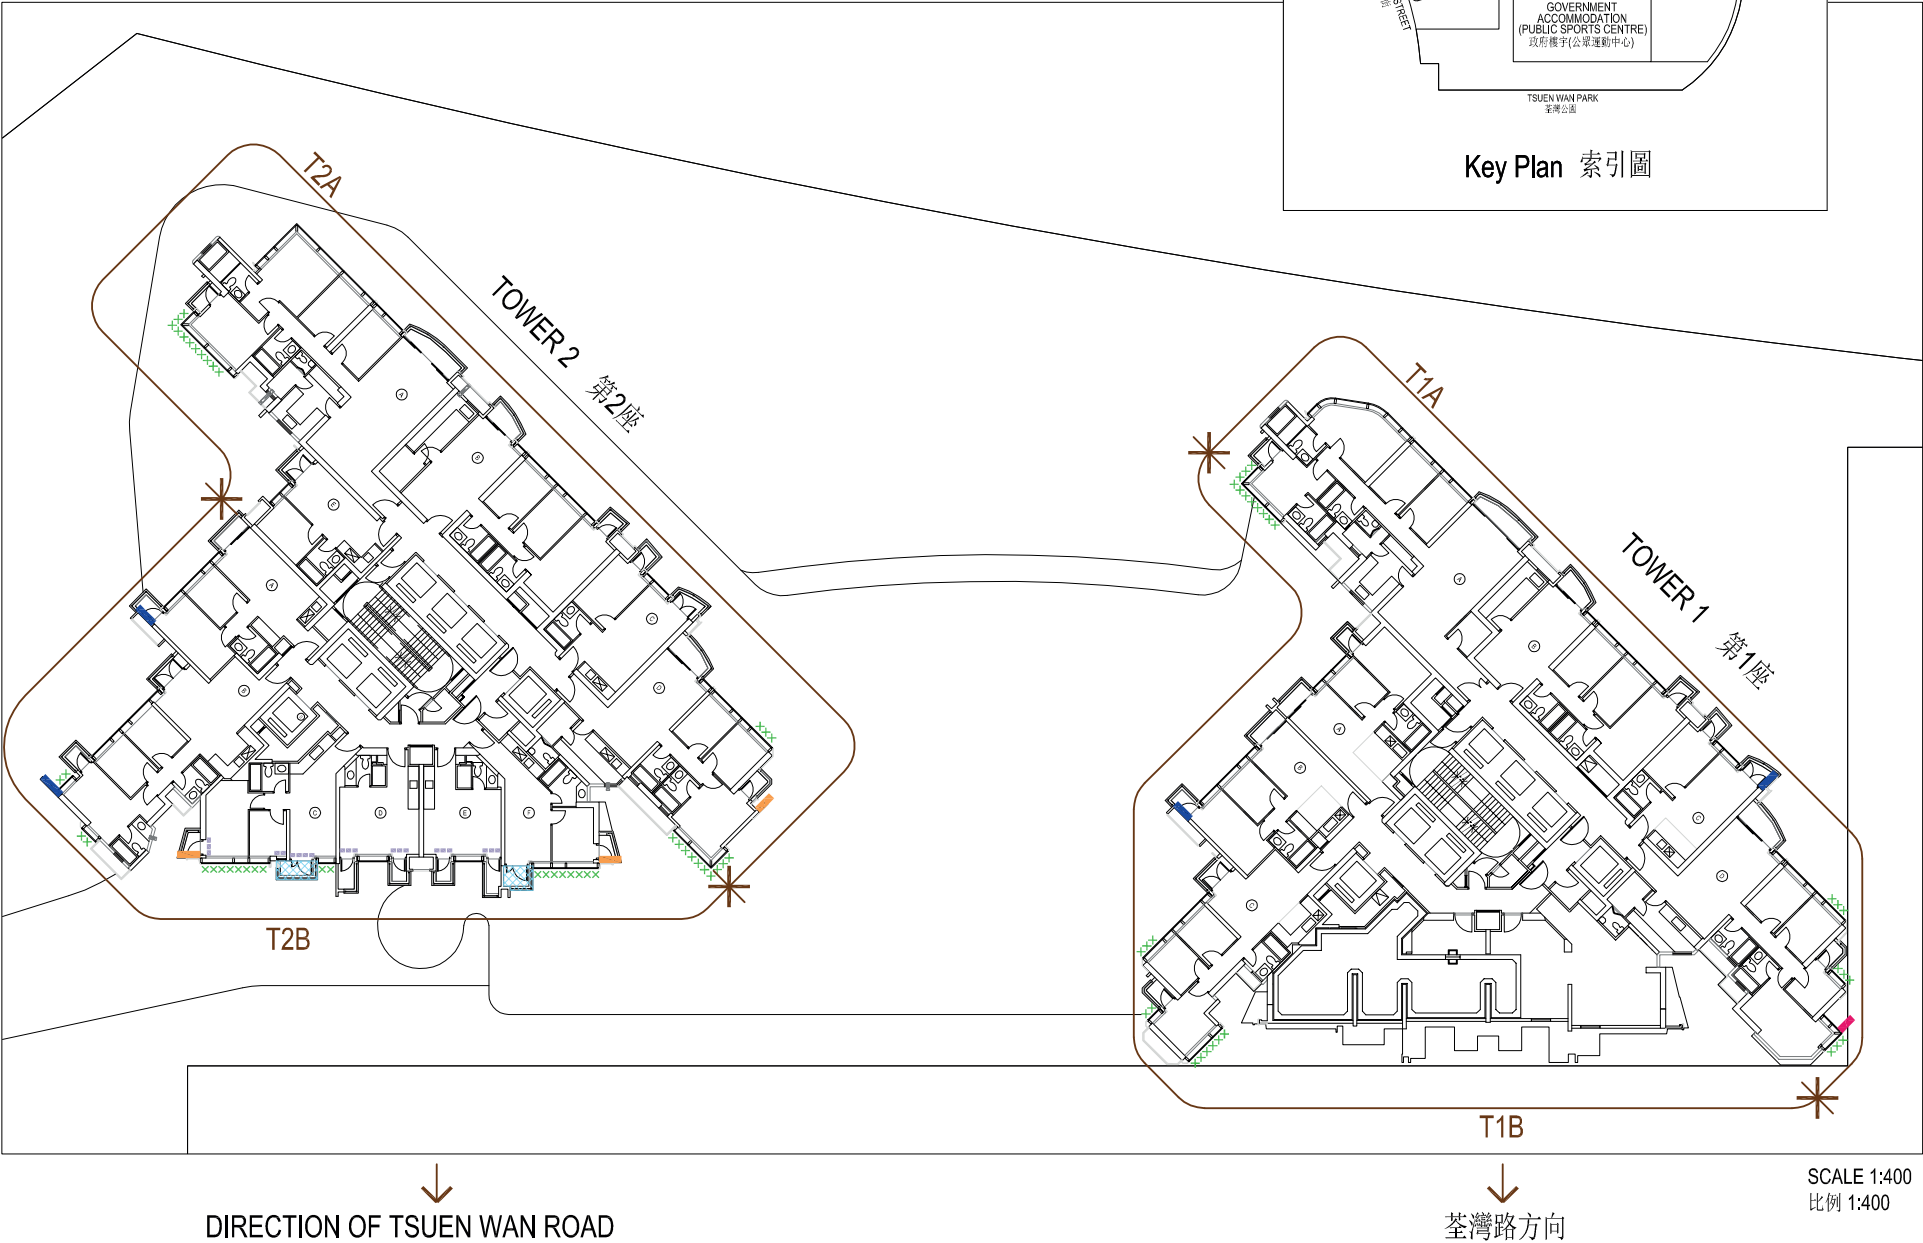 STREET
街
GOVERNMENT
ACCOMMODATION
(PUBLIC SPORTS CENTRE)
政府樓宇(公眾運動中心)
TSUEN WAN PARK
荃灣公園
Key Plan 索引圖
T2A
TOWER 2 第2座
T1A
TOWER 1 第1座
A
B
E
A
C
D
B
C
D
E
F
A
B
A
B
C
D
C
T2B
T1B
SCALE 1:400
比例 1:400
DIRECTION OF TSUEN WAN ROAD
荃灣路方向